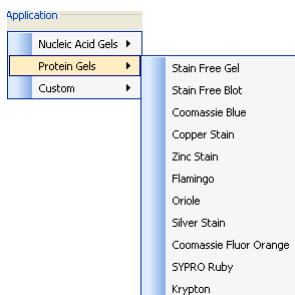 Application
Nucleic Acid Gels
Protein Gels
Custom
Stain Free Gel
Stain Free Blot
Coomassie Blue
Copper Stain
Zinc Stain
Flamingo
Oriole
Silver Stain
Coomassie Fluor Orange
SYPRO Ruby
Krypton